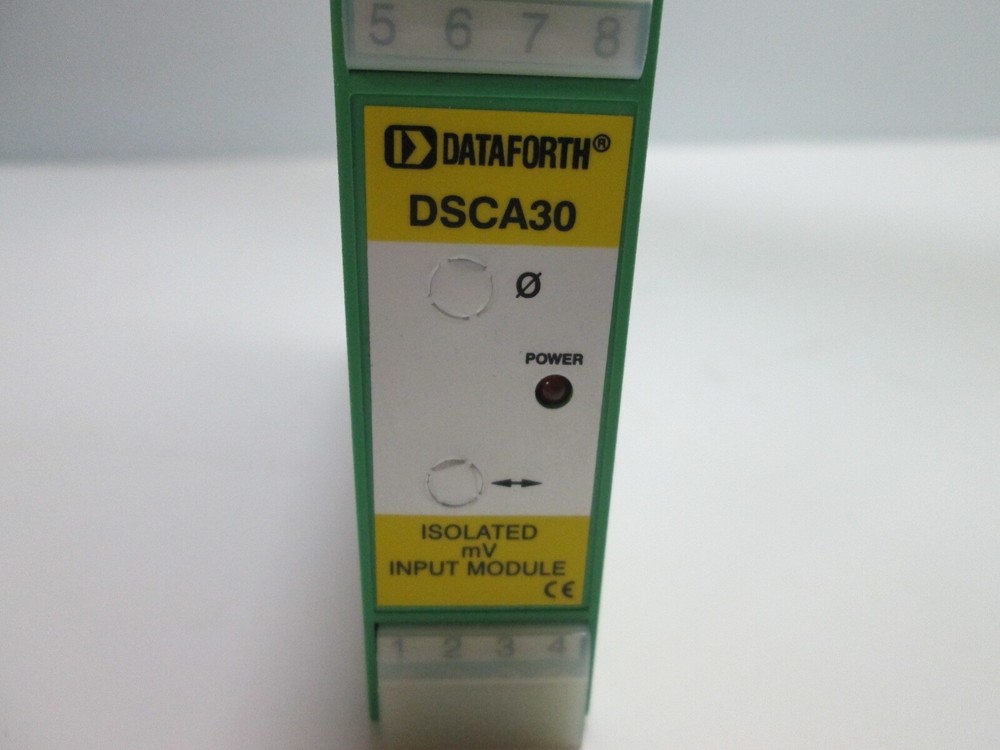 5 6 7 8
DATAFORTH®
DSCA30
Ø
POWER
ISOLATED
mV
INPUT MODULE
CE
1 2 3 4